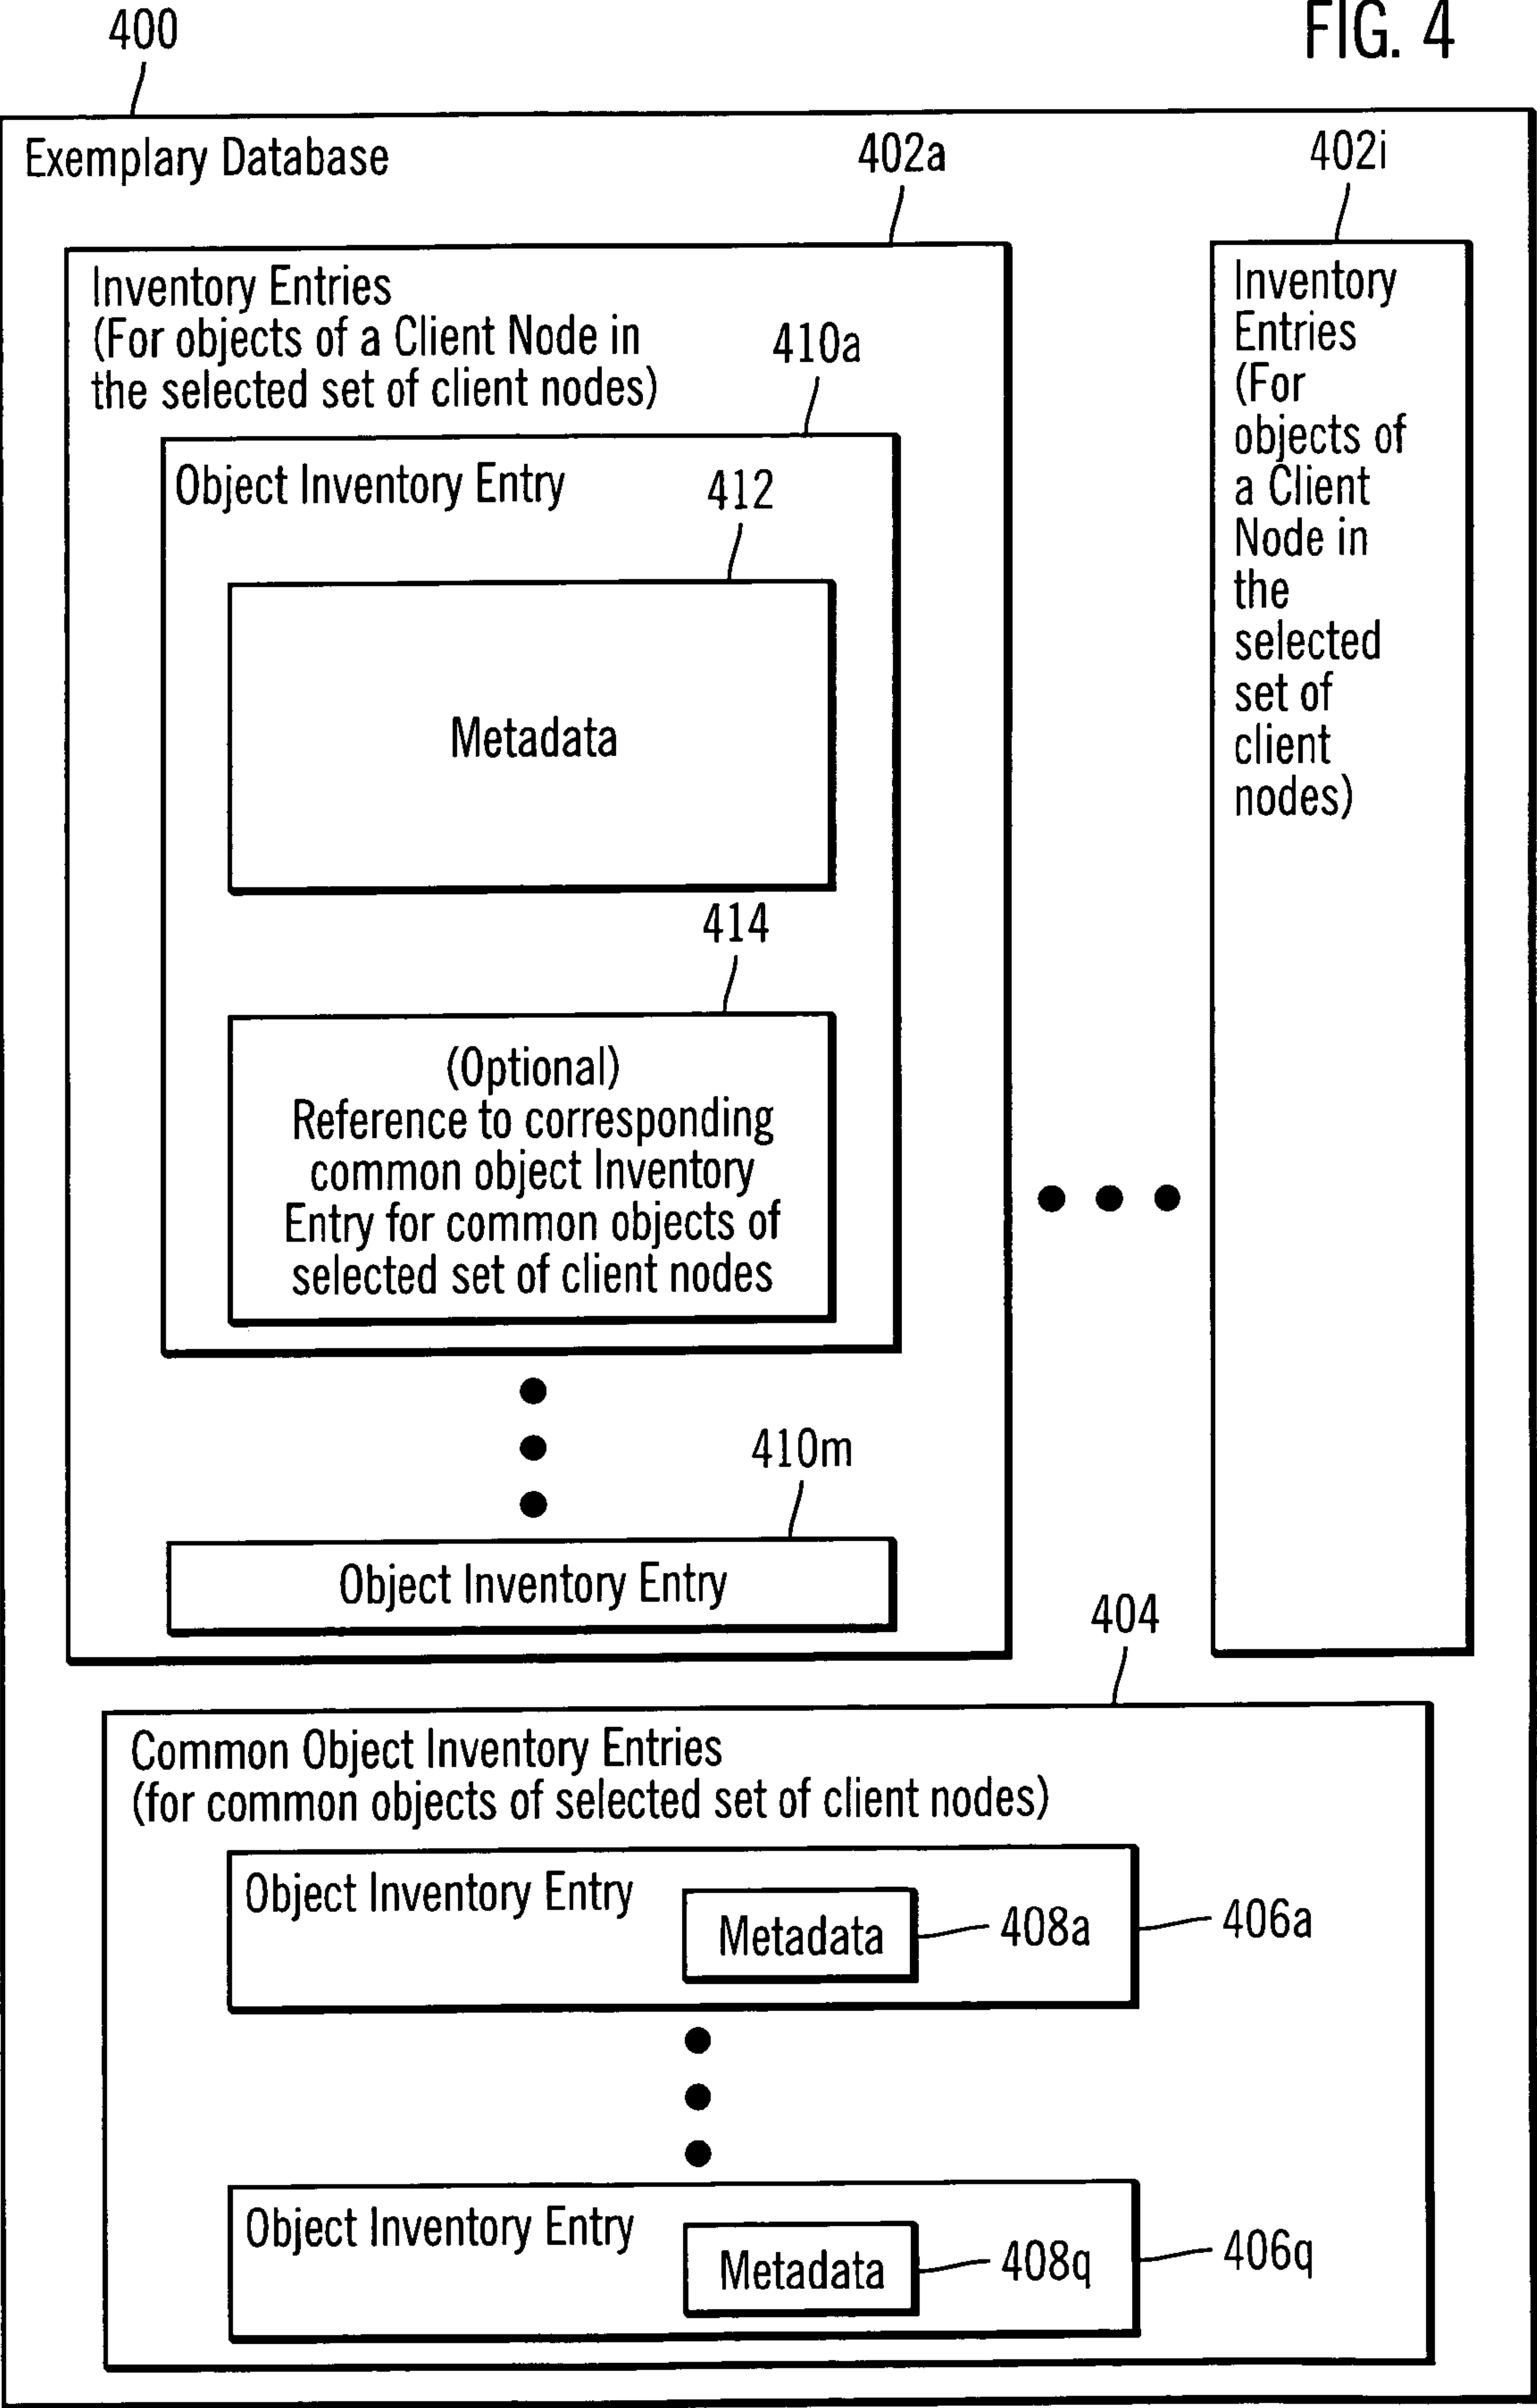 FIG. 4
400
Exemplary Database
402a
402i
Inventory Entries
(For objects of a Client Node in
the selected set of client nodes)
410a
Object Inventory Entry
412
Metadata
414
(Optional)
Reference to corresponding
common object Inventory
Entry for common objects of
selected set of client nodes
410m
Object Inventory Entry
Inventory
Entries
(For
objects of
a Client
Node in
the
selected
set of
client
nodes)
404
Common Object Inventory Entries
(for common objects of selected set of client nodes)
Object Inventory Entry
Metadata
408a
406a
Object Inventory Entry
Metadata
408q
406q